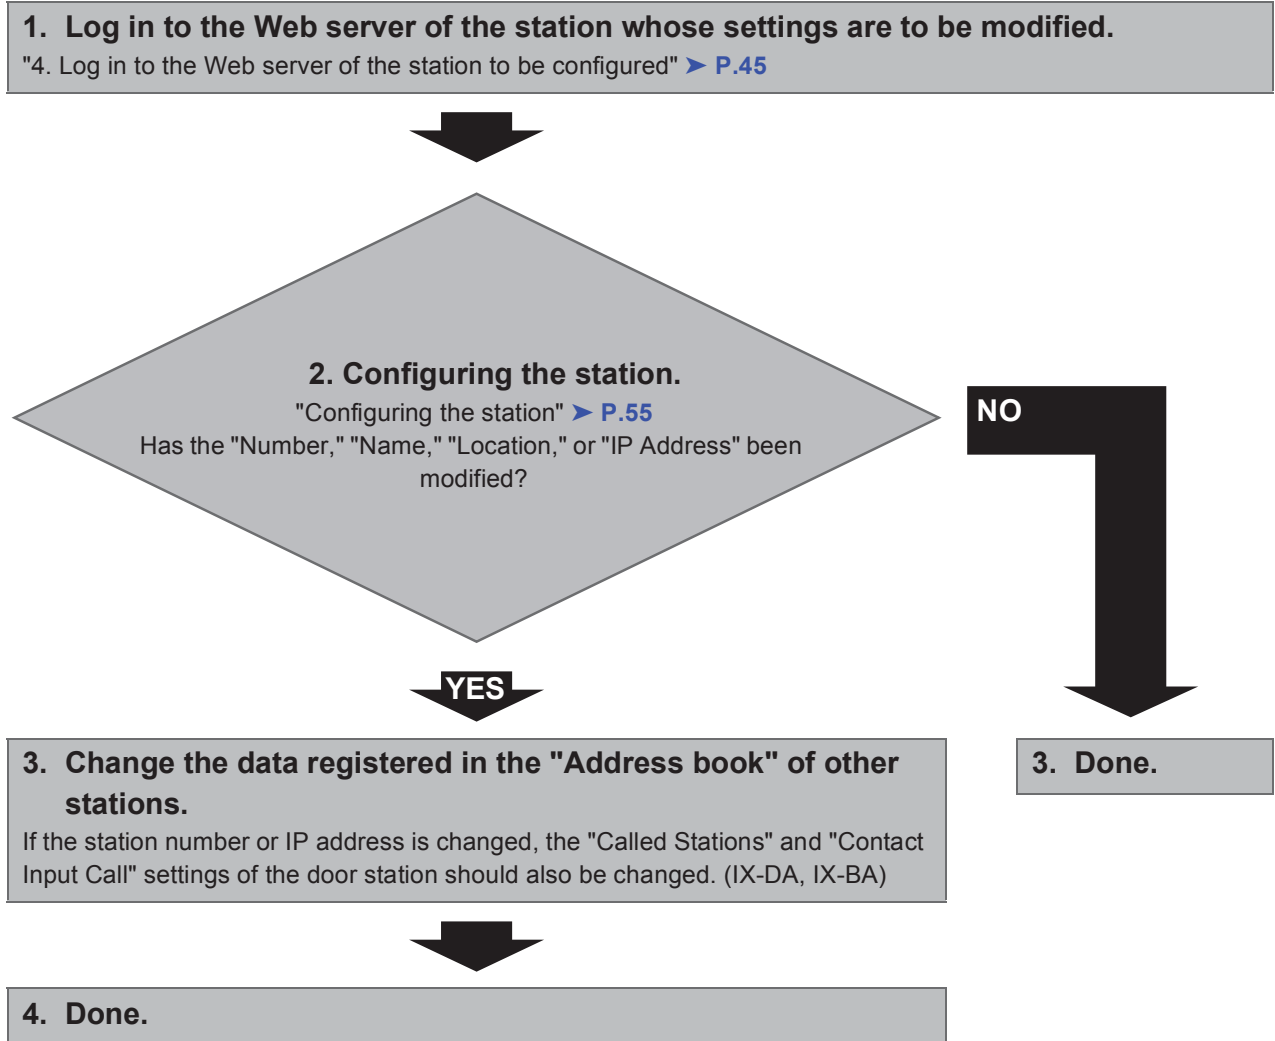 1. Log in to the Web server of the station whose settings are to be modified.
"4. Log in to the Web server of the station to be configured" ➤ P.45
2. Configuring the station.
"Configuring the station" ➤ P.55
Has the "Number," "Name," "Location," or "IP Address" been
modified?
NO
YES
3. Change the data registered in the "Address book" of other
stations.
If the station number or IP address is changed, the "Called Stations" and "Contact
Input Call" settings of the door station should also be changed. (IX-DA, IX-BA)
3. Done.
4. Done.